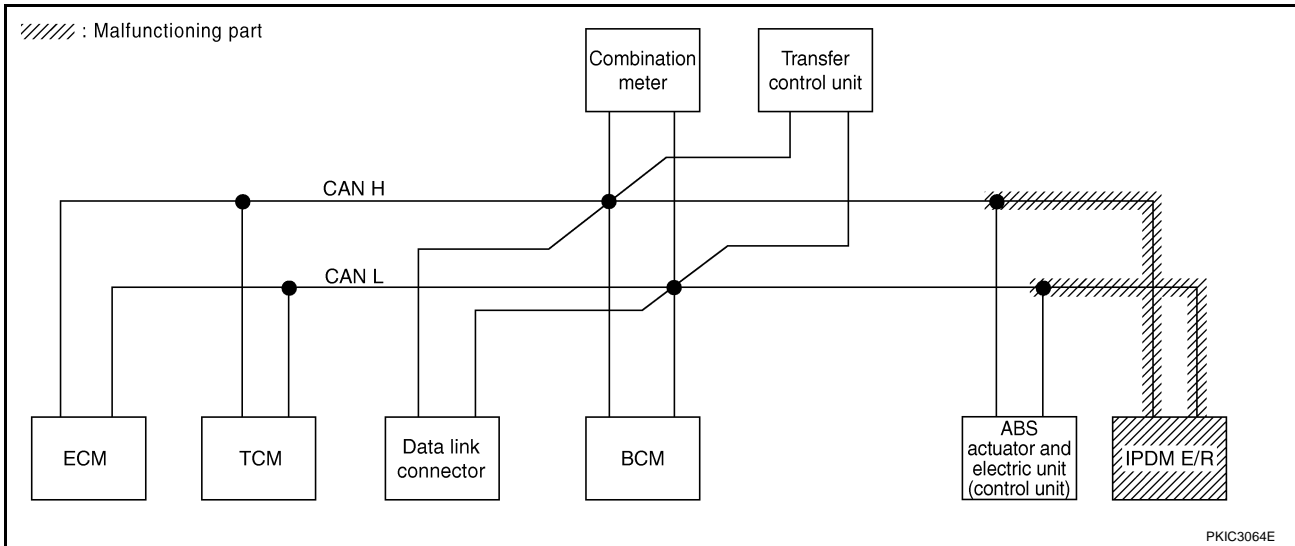 : Malfunctioning part
Combination
meter
Transfer
control unit
CAN H
CAN L
ECM
TCM
Data link
connector
BCM
ABS
actuator and
electric unit
(control unit)
IPDM E/R
PKIC3064E